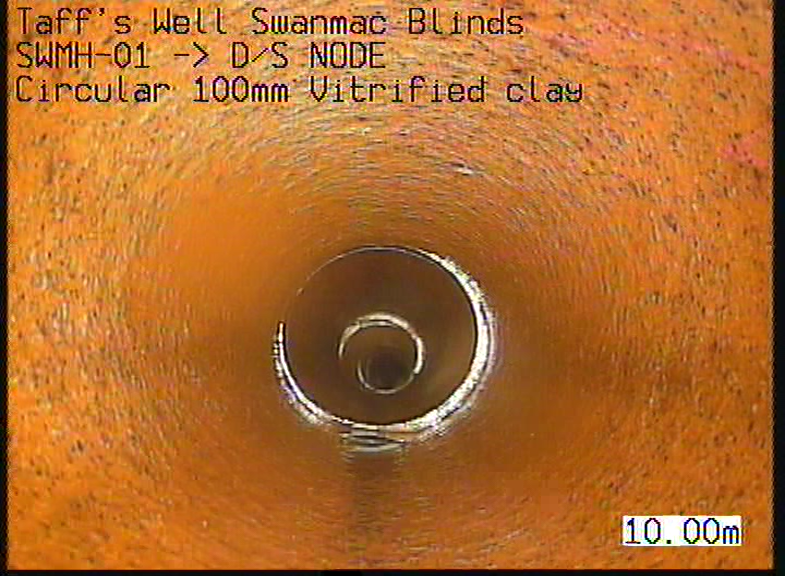 Taff's Well Swanmac Blinds
SWMH-01 -> D/S NODE
Circular 100mm Vitrified clay
10.00m